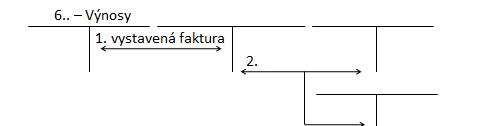 6.. – Výnosy
1. vystavená faktura
2.